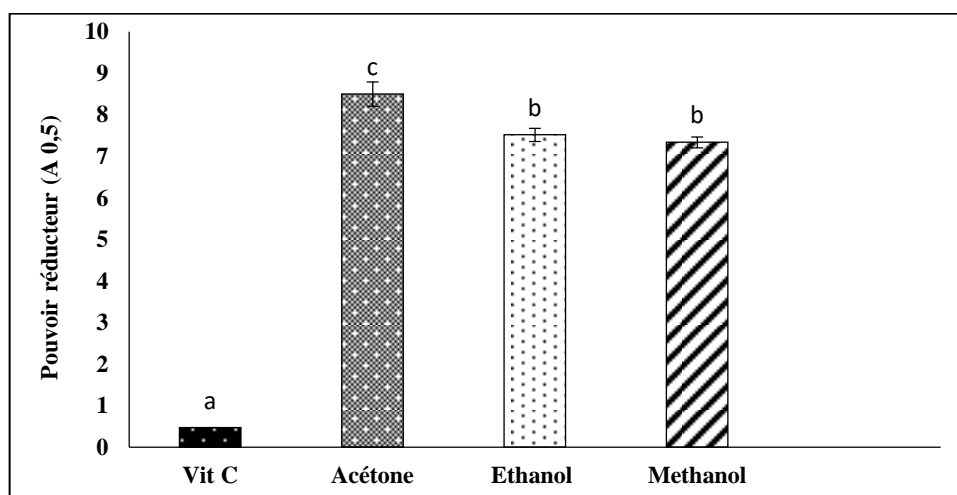 Pouvoir réducteur (A 0,5)
10
9
8
7
6
5
4
3
2
1
0
a
c
b
b
Vit C
Acétone
Ethanol
Methanol